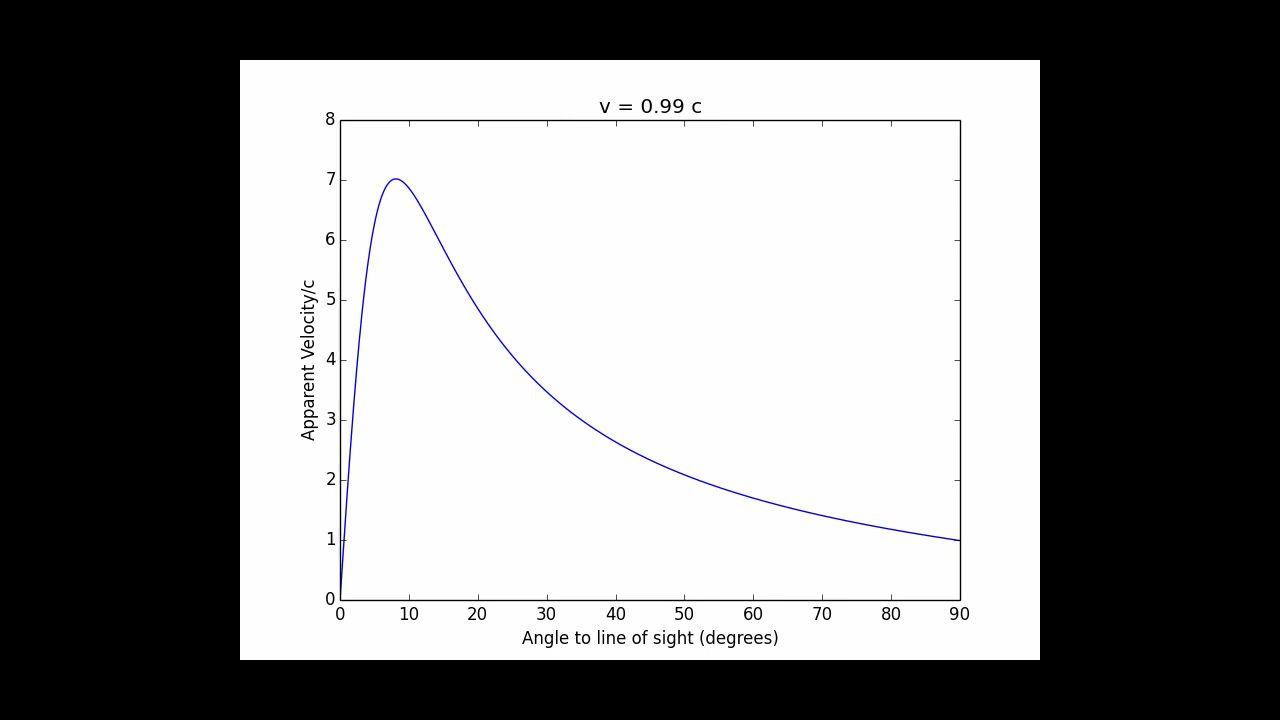 v = 0.99 c
8
7
6
5
4
3
2
1
0
Apparent Velocity/c
0 10 20 30 40 50 60 70 80 90
Angle to line of sight (degrees)